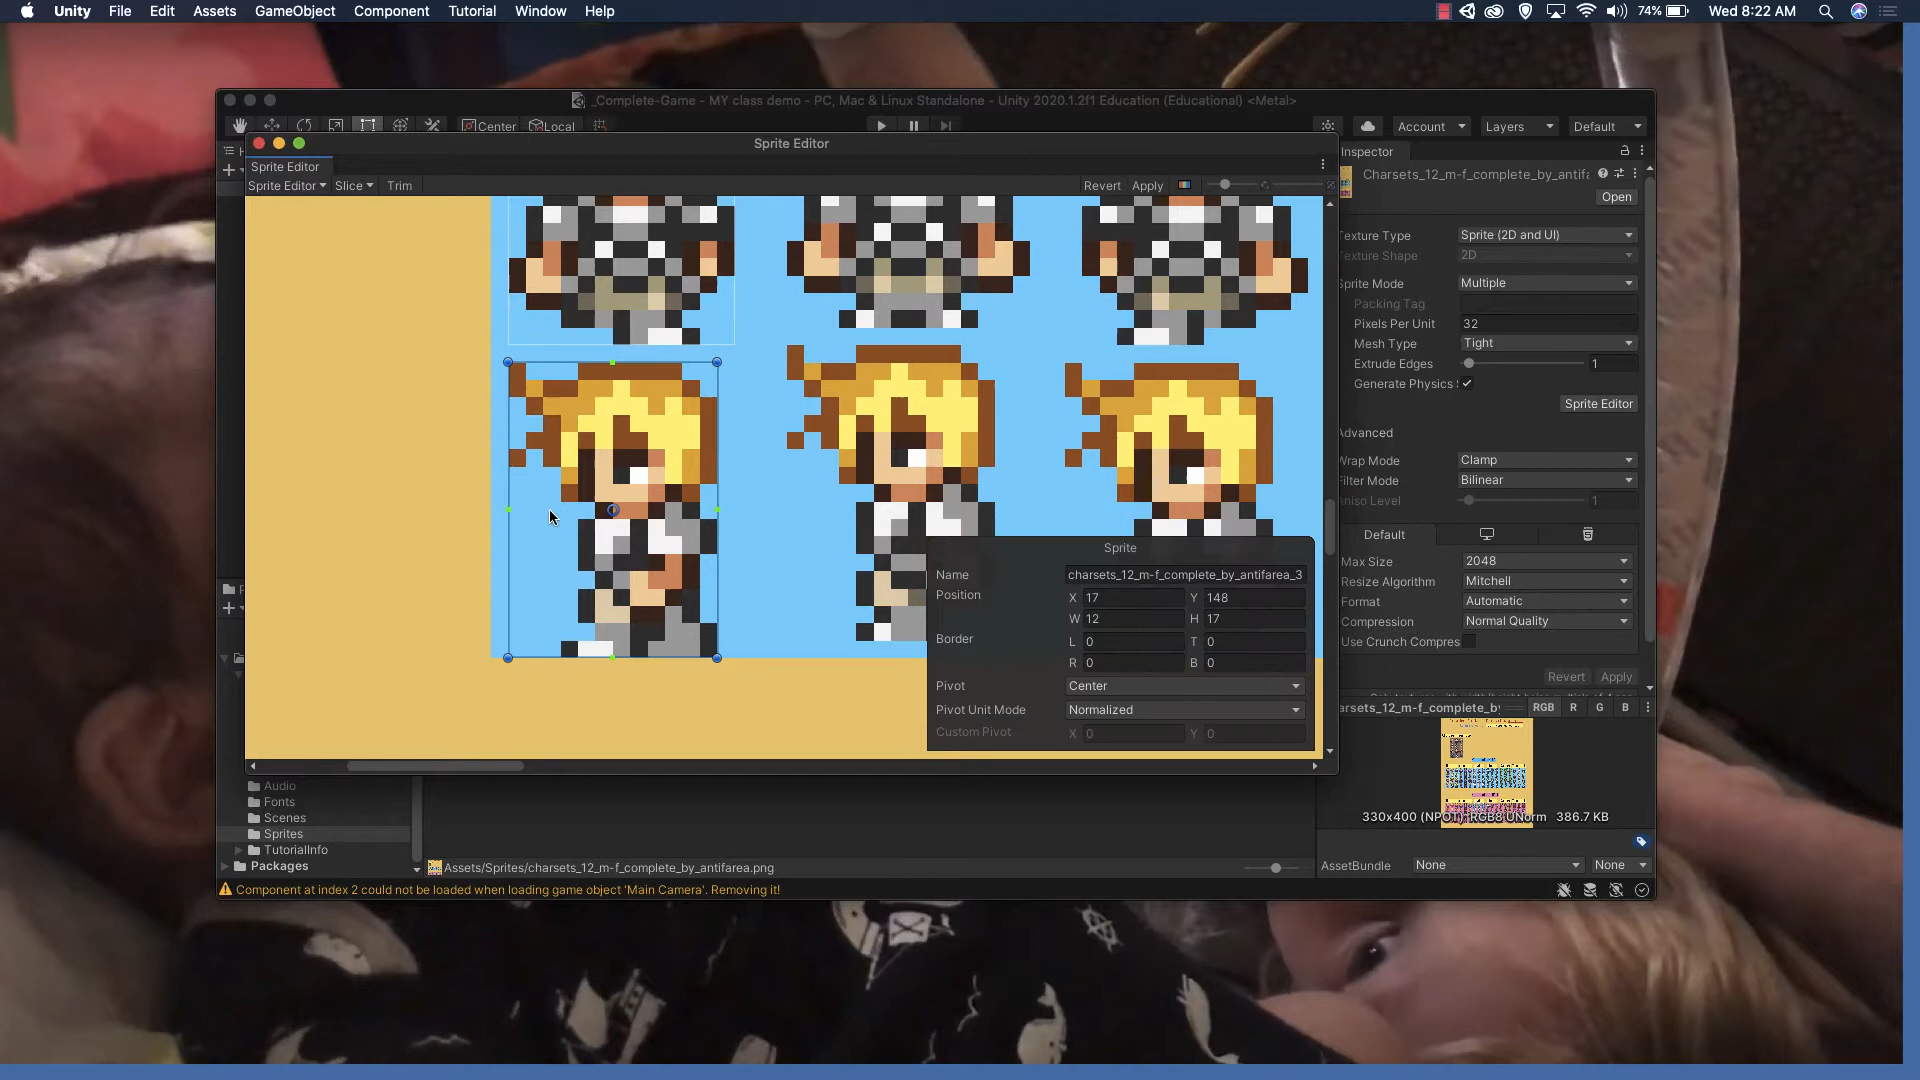 Unity File Edit Assets GameObject Component Tutorial Window Help
74% Wed 8:22 AM
_Complete-Game - MY class demo - PC, Mac & Linux Standalone - Unity 2020.1.2f1 Education (Educational) <Metal>
Center Local Account Layers Default
Sprite Editor
Sprite Editor
Sprite Editor Slice Trim Revert Apply
Inspector
Charsets_12_m-f_complete_by_antifa
Open
Texture Type Sprite (2D and UI)
Texture Shape 2D
Sprite Mode Multiple
Packing Tag
Pixels Per Unit 32
Mesh Type Tight
Extrude Edges 1
Generate Physics
Sprite Editor
Advanced
Wrap Mode Clamp
Filter Mode Bilinear
Aniso Level 1
Default
Max Size 2048
Resize Algorithm Mitchell
Format Automatic
Compression Normal Quality
Use Crunch Compres
Revert Apply
arsets_12_m-f_complete_by RGB R G B
330x400 (NPOT) RGB8 UNorm 386.7 KB
AssetBundle None None
Sprite
Name charsets_12_m-f_complete_by_antifarea_3
Position X 17 Y 148
W 12 H 17
Border L 0 T 0
R 0 B 0
Pivot Center
Pivot Unit Mode Normalized
Custom Pivot X 0 Y 0
Audio
Fonts
Scenes
Sprites
TutorialInfo
Packages
Assets/Sprites/charsets_12_m-f_complete_by_antifarea.png
Component at index 2 could not be loaded when loading game object 'Main Camera'. Removing it!